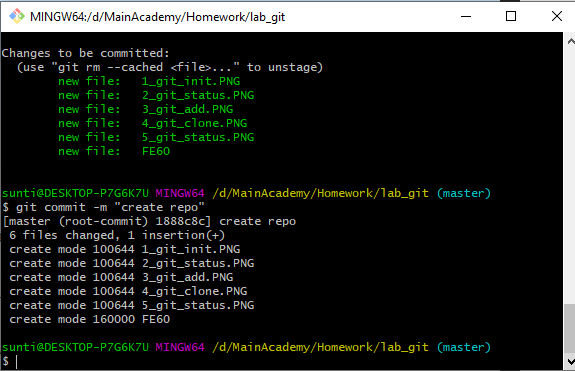 MINGW64:/d/MainAcademy/Homework/lab_git
Changes to be committed:
  (use "git rm --cached <file>..." to unstage)
        new file:   1_git_init.PNG
        new file:   2_git_status.PNG
        new file:   3_git_add.PNG
        new file:   4_git_clone.PNG
        new file:   5_git_status.PNG
        new file:   FE60
sunti@DESKTOP-P7G6K7U MINGW64 /d/MainAcademy/Homework/lab_git (master)
$ git commit -m "create repo"
[master (root-commit) 1888c8c] create repo
 6 files changed, 1 insertion(+)
 create mode 100644 1_git_init.PNG
 create mode 100644 2_git_status.PNG
 create mode 100644 3_git_add.PNG
 create mode 100644 4_git_clone.PNG
 create mode 100644 5_git_status.PNG
 create mode 160000 FE60
sunti@DESKTOP-P7G6K7U MINGW64 /d/MainAcademy/Homework/lab_git (master)
$